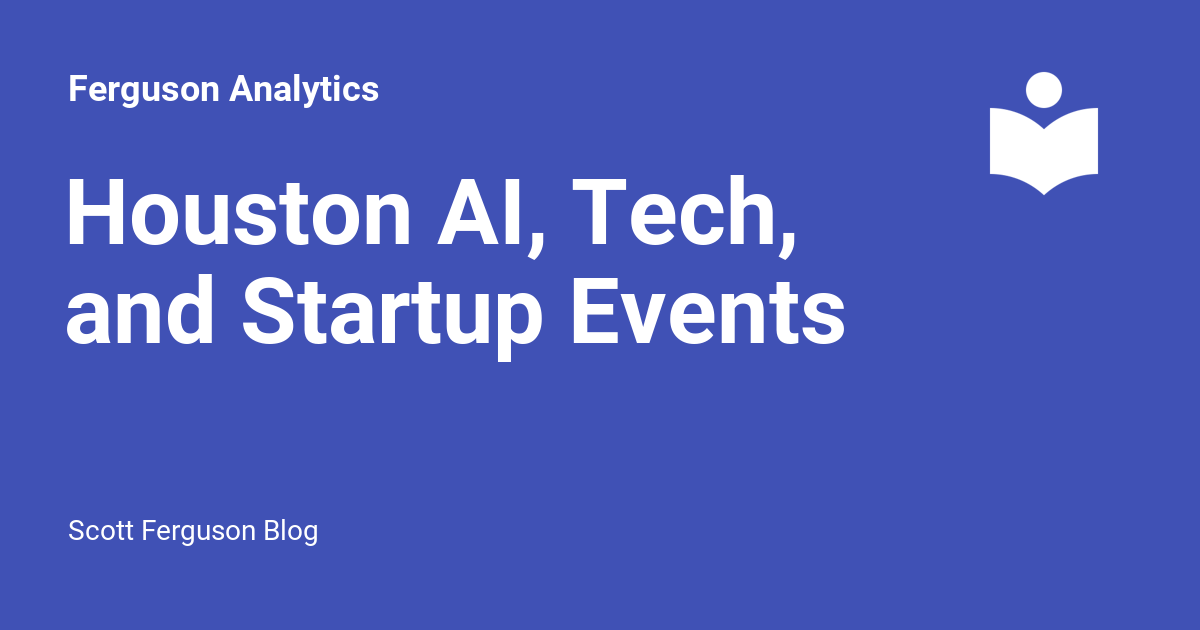 Ferguson Analytics
Houston AI, Tech,
and Startup Events
Scott Ferguson Blog